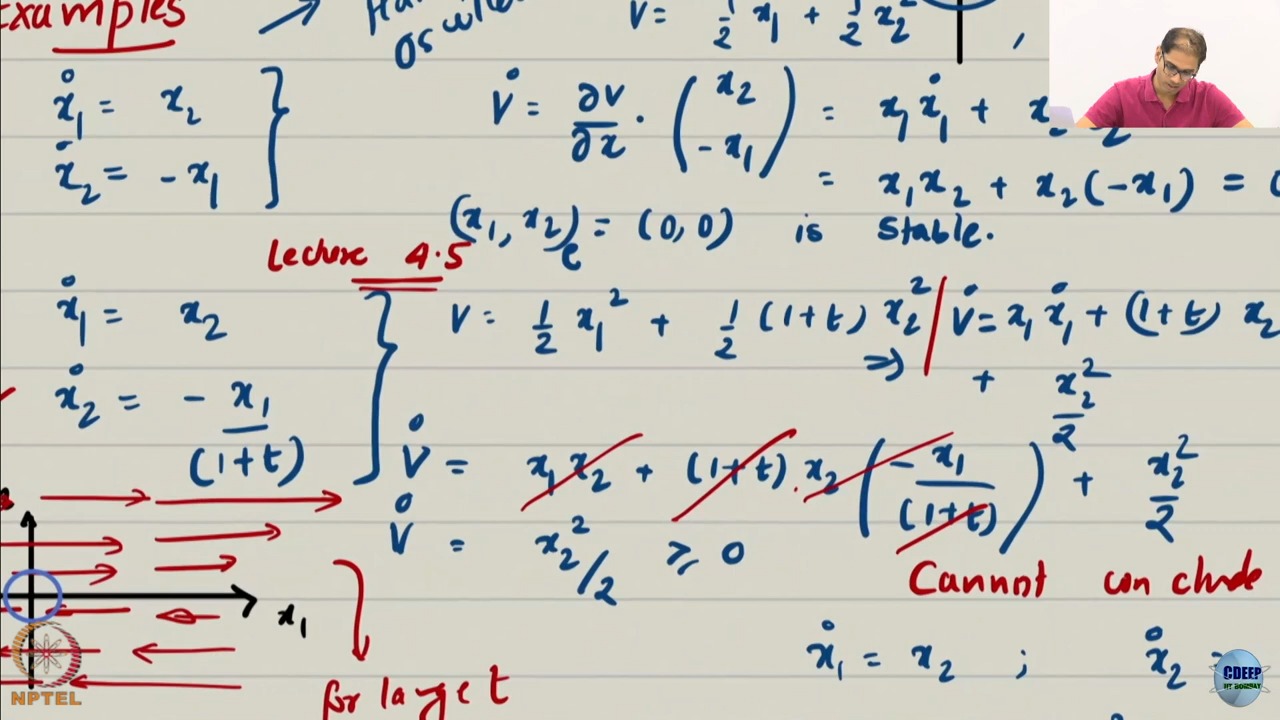 Examples
V = 1/2 x₁ + 1/2 x₂²,
ẋ₁ = x₂
ẋ₂ = -x₁
V̇ = ∂V/∂x · (x₂ -x₁) = x₁ẋ₁ +
= x₁x₂ + x₂(-x₁) =
(x₁, x₂)e = (0,0) is stable.
Lecture 4.5
ẋ₁ = x₂
V = 1/2 x₁² + 1/2 (1+t) x₂² / V̇ = x₁ẋ₁ + (1+t) x₂
⇒ + x₂²/2
ẋ₂ = - x₁/(1+t)
V̇ = x₁x₂ + (1+t).x₂ (-x₁/(1+t)) + x₂²/2
V̇ = x₂²/2 ≥ 0
Cannot conclude
x₁
ẋ₁ = x₂ ; ẋ₂ =
for large t
NPTEL
CDEEP
IIT BOMBAY